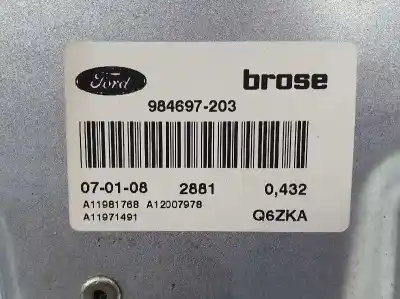 Ford brose
984697-203
07-01-08 2881 0,432
A11981768 A12007978
A11971491 Q6ZKA